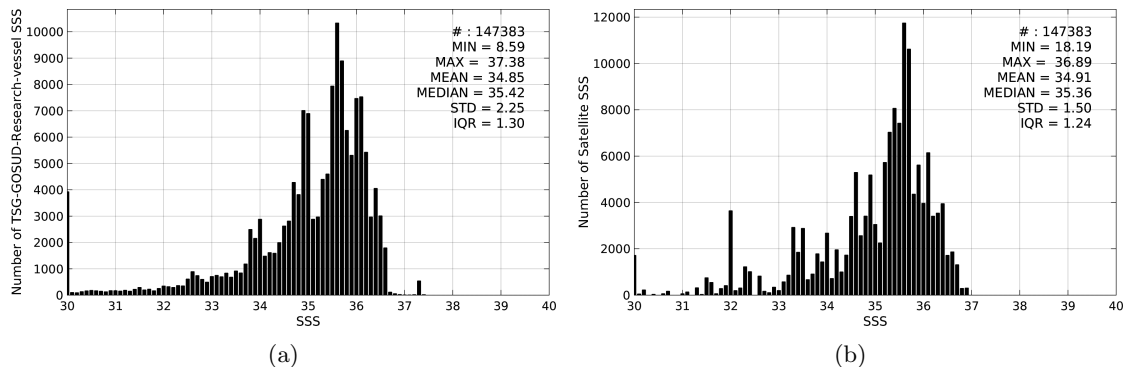 Number of TSG-GOSUD-Research-vessel SSS
10000
9000
8000
7000
6000
5000
4000
3000
2000
1000
0
# : 147383
MIN = 8.59
MAX = 37.38
MEAN = 34.85
MEDIAN = 35.42
STD = 2.25
IQR = 1.30
30 31 32 33 34 35 36 37 38 39 40
SSS
(a)
Number of Satellite SSS
12000
10000
8000
6000
4000
2000
0
# : 147383
MIN = 18.19
MAX = 36.89
MEAN = 34.91
MEDIAN = 35.36
STD = 1.50
IQR = 1.24
30 31 32 33 34 35 36 37 38 39 40
SSS
(b)